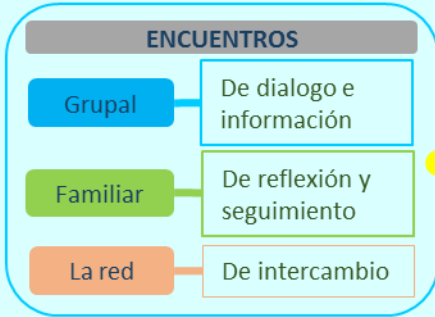 ENCUENTROS
Grupal
De dialogo e
información
Familiar
De reflexión y
seguimiento
La red
De intercambio